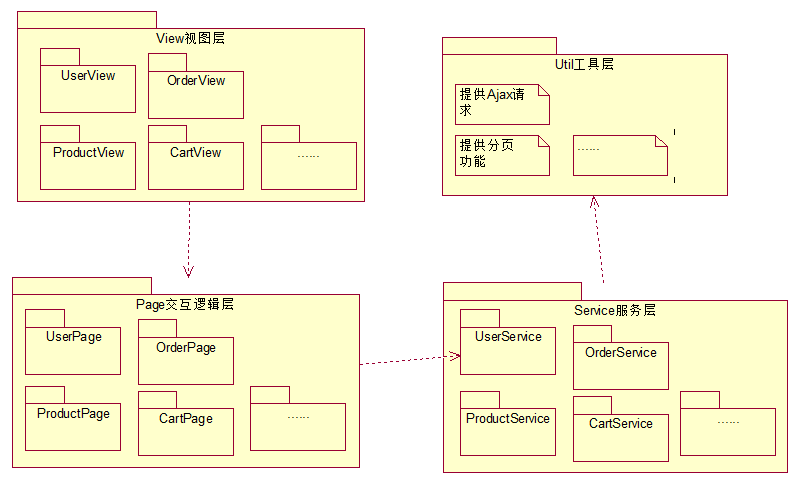 View视图层
UserView
OrderView
ProductView
CartView
......
Util工具层
提供Ajax请
求
提供分页
功能
......
Page交互逻辑层
UserPage
OrderPage
ProductPage
CartPage
......
Service服务层
UserService
OrderService
ProductService
CartService
......